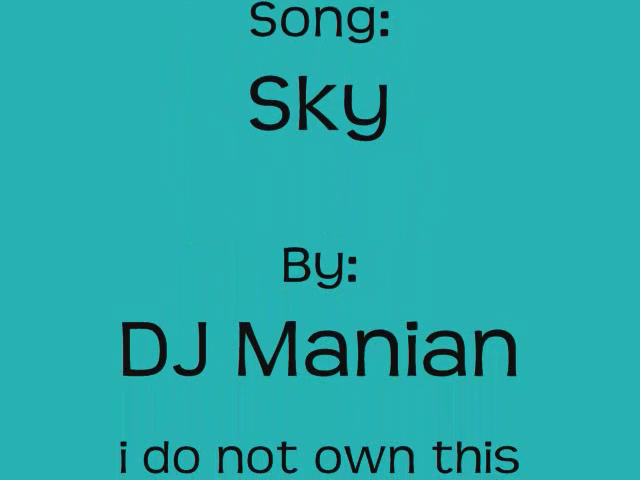 Song:
Sky
By:
DJ Manian
i do not own this